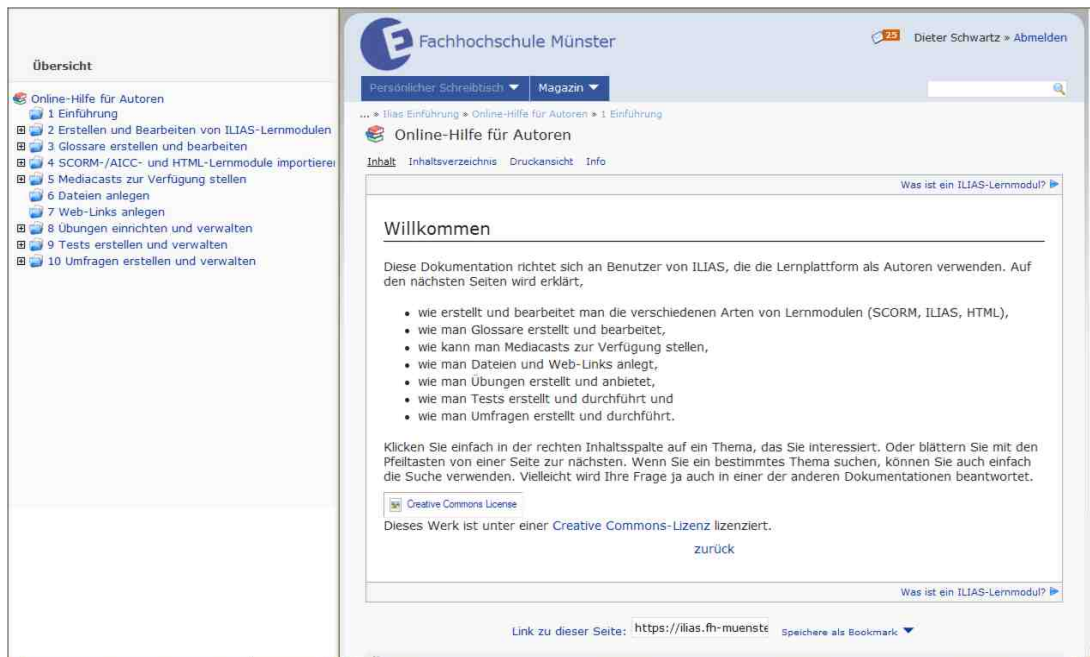 Übersicht
Online-Hilfe für Autoren
1 Einführung
2 Erstellen und Bearbeiten von ILIAS-Lernmodulen
3 Glossare erstellen und bearbeiten
4 SCORM-/AICC- und HTML-Lernmodule importieren
5 Mediacasts zur Verfügung stellen
6 Dateien anlegen
7 Web-Links anlegen
8 Übungen einrichten und verwalten
9 Tests erstellen und verwalten
10 Umfragen erstellen und verwalten
Fachhochschule Münster
25 Dieter Schwartz » Abmelden
Persönlicher Schreibtisch Magazin
... » Ilias Einführung » Online-Hilfe für Autoren » 1 Einführung
Online-Hilfe für Autoren
Inhalt Inhaltsverzeichnis Druckansicht Info
Was ist ein ILIAS-Lernmodul?
Willkommen
Diese Dokumentation richtet sich an Benutzer von ILIAS, die die Lernplattform als Autoren verwenden. Auf
den nächsten Seiten wird erklärt,
• wie erstellt und bearbeitet man die verschiedenen Arten von Lernmodulen (SCORM, ILIAS, HTML),
• wie man Glossare erstellt und bearbeitet,
• wie kann man Mediacasts zur Verfügung stellen,
• wie man Dateien und Web-Links anlegt,
• wie man Übungen erstellt und anbietet,
• wie man Tests erstellt und durchführt und
• wie man Umfragen erstellt und durchführt.
Klicken Sie einfach in der rechten Inhaltsspalte auf ein Thema, das Sie interessiert. Oder blättern Sie mit den
Pfeiltasten von einer Seite zur nächsten. Wenn Sie ein bestimmtes Thema suchen, können Sie auch einfach
die Suche verwenden. Vielleicht wird Ihre Frage ja auch in einer der anderen Dokumentationen beantwortet.
Creative Commons License
Dieses Werk ist unter einer Creative Commons-Lizenz lizenziert.
zurück
Was ist ein ILIAS-Lernmodul?
Link zu dieser Seite: https://ilias.fh-muenste Speichere als Bookmark